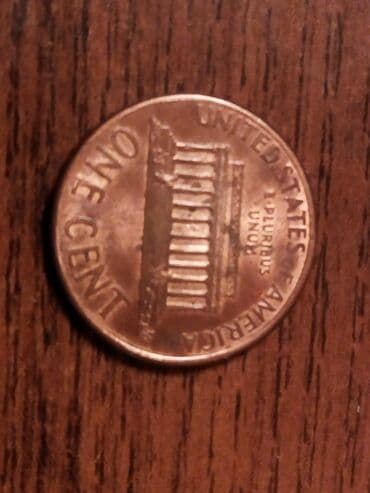 UNITED STATES OF AMERICA
E·PLURIBUS
UNUM
ONE CENT